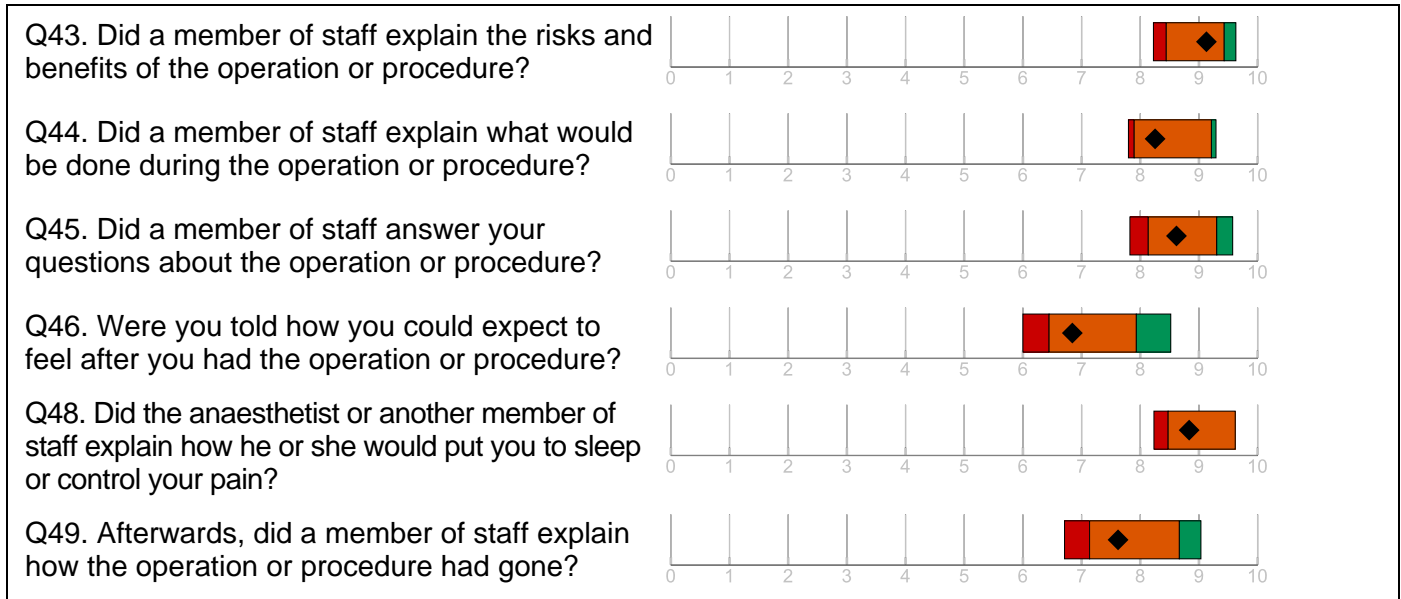 Q43. Did a member of staff explain the risks and
benefits of the operation or procedure?
0 1 2 3 4 5 6 7 8 9 10
Q44. Did a member of staff explain what would
be done during the operation or procedure?
0 1 2 3 4 5 6 7 8 9 10
Q45. Did a member of staff answer your
questions about the operation or procedure?
0 1 2 3 4 5 6 7 8 9 10
Q46. Were you told how you could expect to
feel after you had the operation or procedure?
0 1 2 3 4 5 6 7 8 9 10
Q48. Did the anaesthetist or another member of
staff explain how he or she would put you to sleep
or control your pain?
0 1 2 3 4 5 6 7 8 9 10
Q49. Afterwards, did a member of staff explain
how the operation or procedure had gone?
0 1 2 3 4 5 6 7 8 9 10